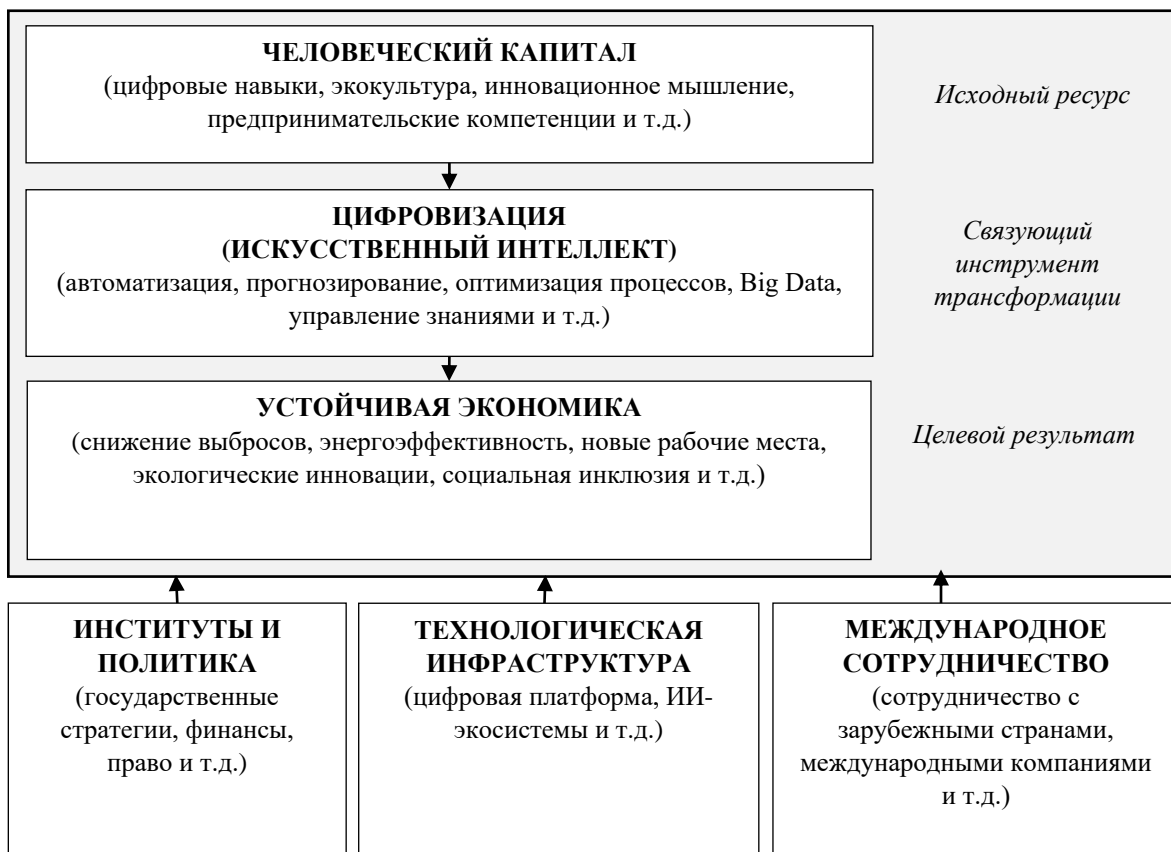 ЧЕЛОВЕЧЕСКИЙ КАПИТАЛ
(цифровые навыки, экокультура, инновационное мышление,
предпринимательские компетенции и т.д.)
Исходный ресурс
ЦИФРОВИЗАЦИЯ
(ИСКУССТВЕННЫЙ ИНТЕЛЛЕКТ)
(автоматизация, прогнозирование, оптимизация процессов, Big Data,
управление знаниями и т.д.)
Связующий
инструмент
трансформации
УСТОЙЧИВАЯ ЭКОНОМИКА
(снижение выбросов, энергоэффективность, новые рабочие места,
экологические инновации, социальная инклюзия и т.д.)
Целевой результат
ИНСТИТУТЫ И
ПОЛИТИКА
(государственные
стратегии, финансы,
право и т.д.)
ТЕХНОЛОГИЧЕСКАЯ
ИНФРАСТРУКТУРА
(цифровая платформа, ИИ-
экосистемы и т.д.)
МЕЖДУНАРОДНОЕ
СОТРУДНИЧЕСТВО
(сотрудничество с
зарубежными странами,
международными компаниями
и т.д.)